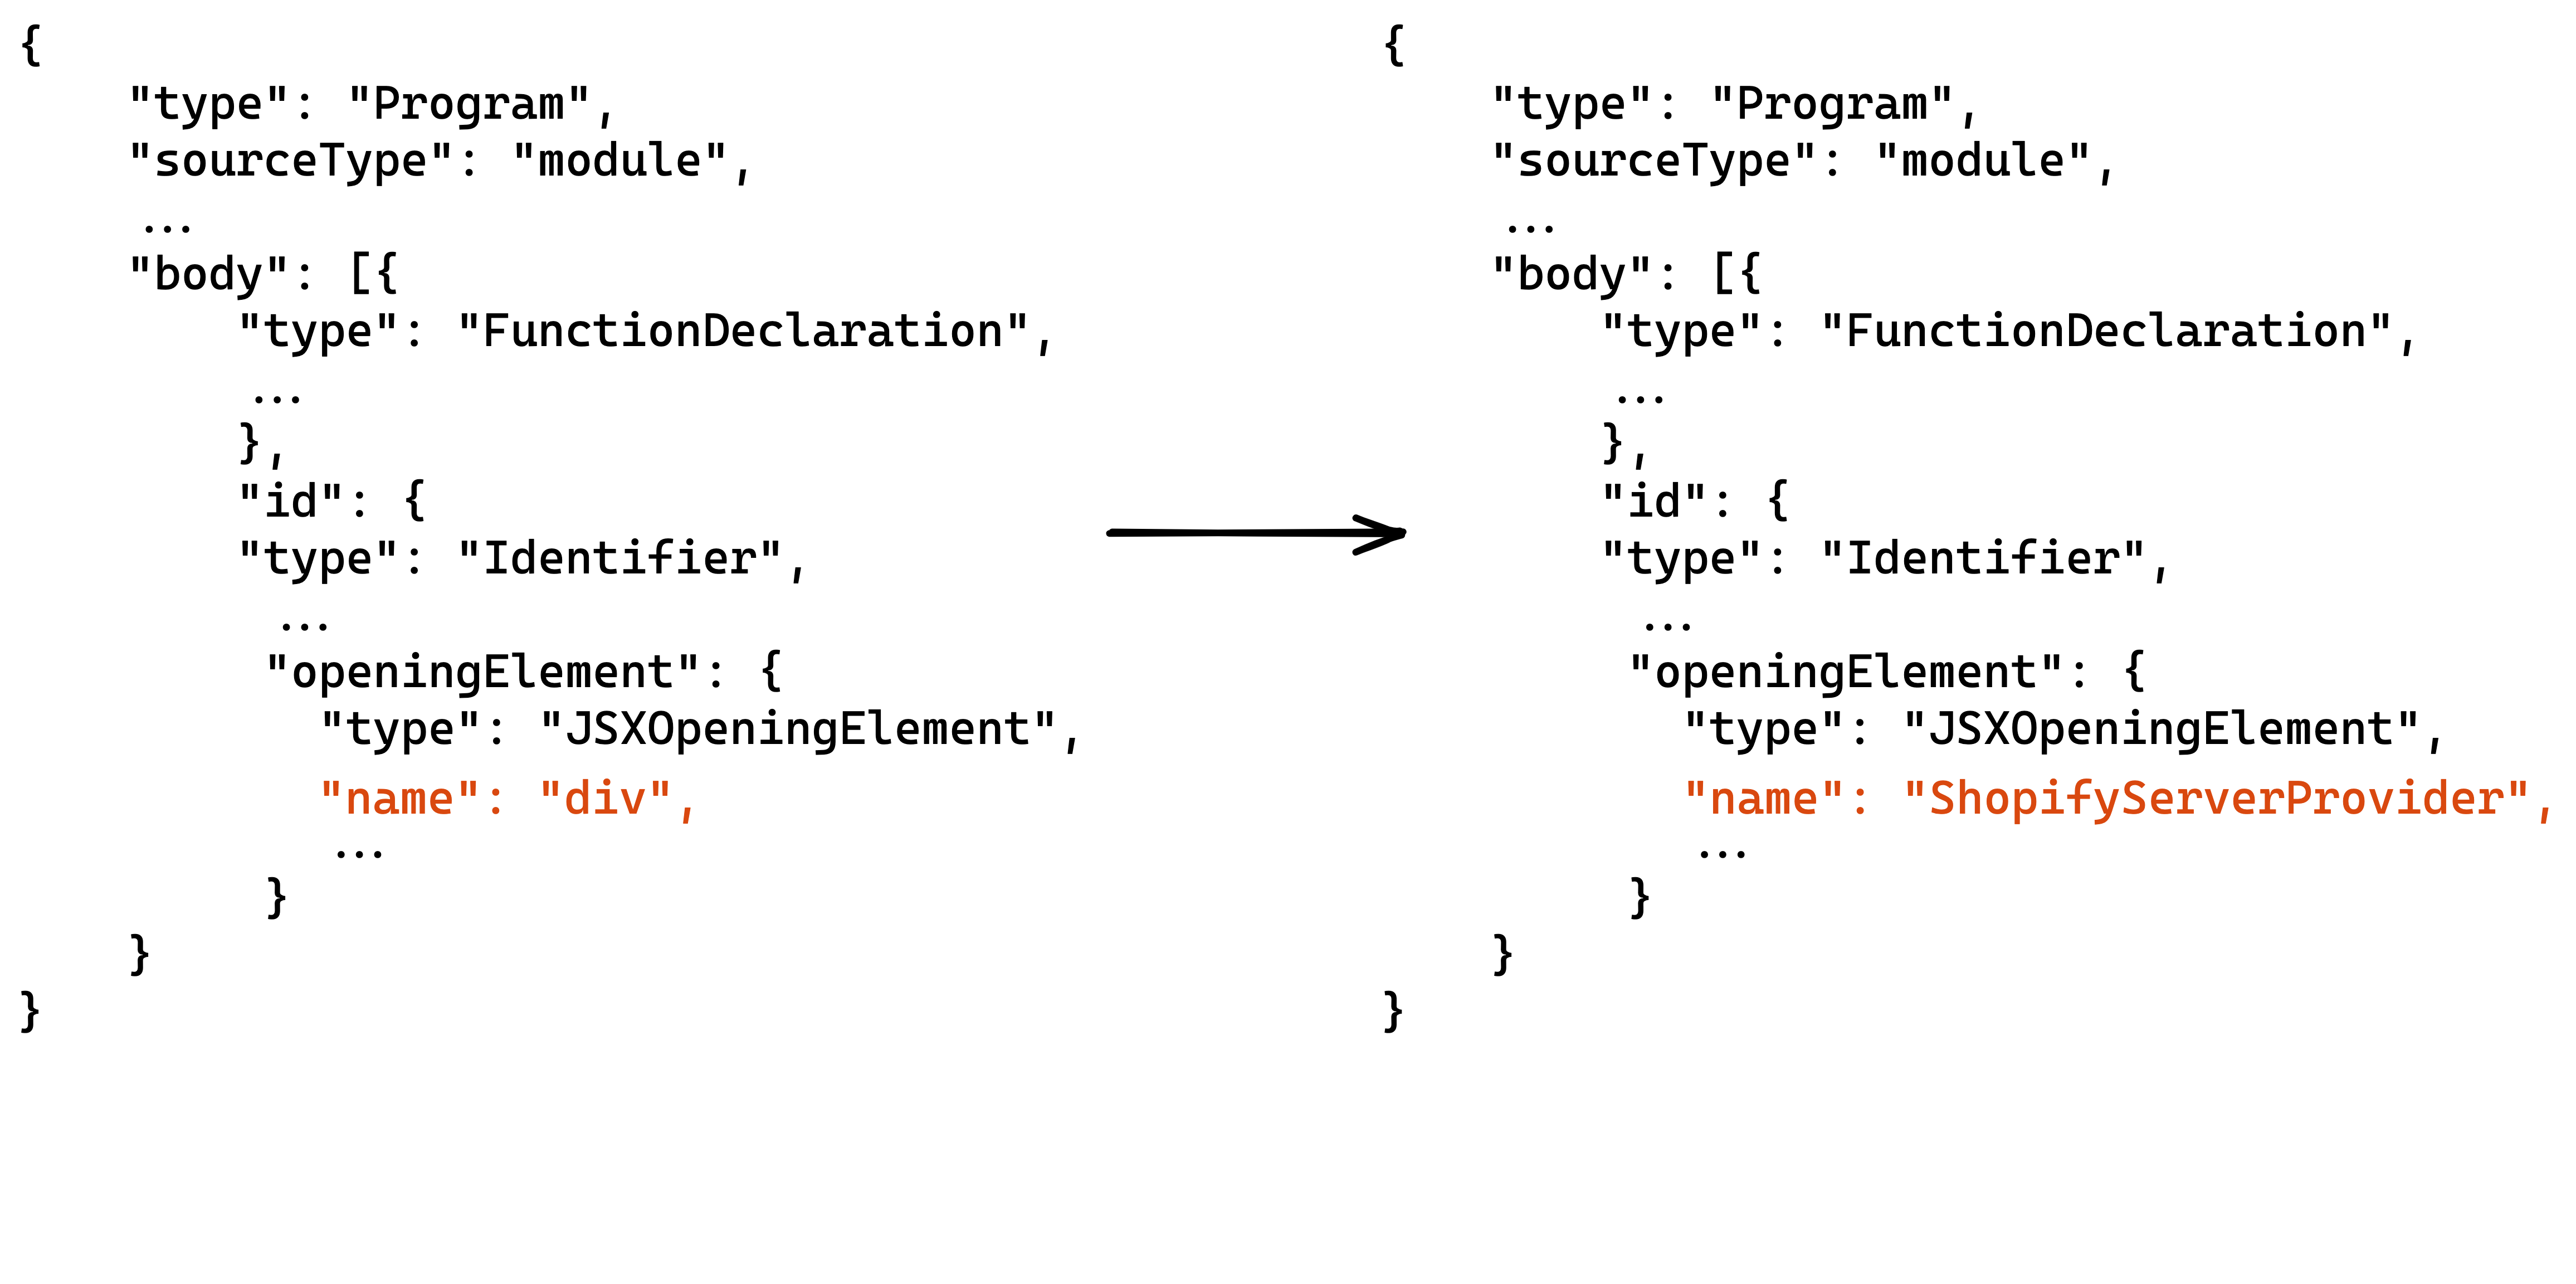 {
"type": "Program",
"sourceType": "module",
...
"body": [{
"type": "FunctionDeclaration",
...
},
"id": {
"type": "Identifier",
...
"openingElement": {
"type": "JSXOpeningElement",
"name": "div",
...
}
}
}
{
"type": "Program",
"sourceType": "module",
...
"body": [{
"type": "FunctionDeclaration",
...
},
"id": {
"type": "Identifier",
...
"openingElement": {
"type": "JSXOpeningElement",
"name": "ShopifyServerProvider",
...
}
}
}